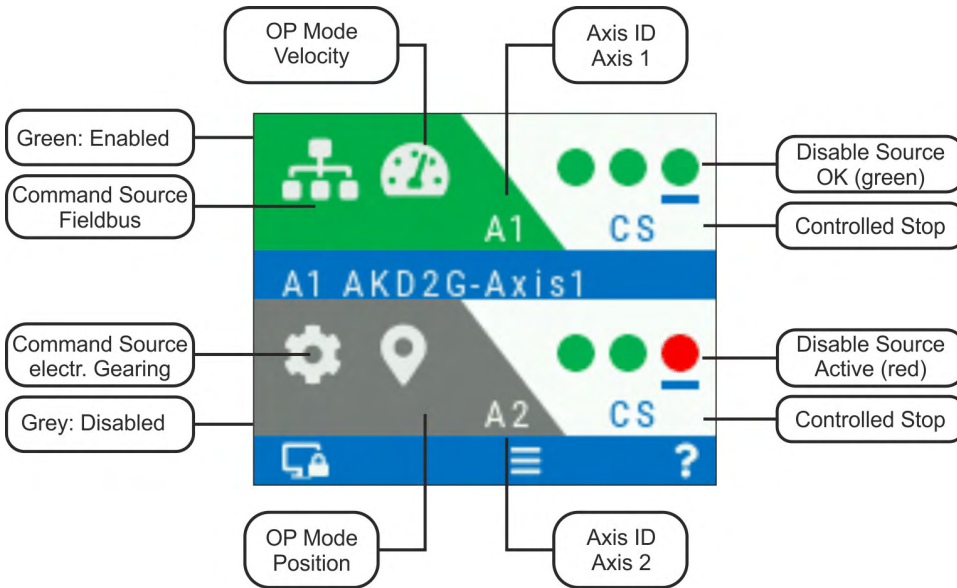 OP Mode
Velocity
Axis ID
Axis 1
Green: Enabled
Command Source
Fieldbus
Disable Source
OK (green)
Controlled Stop
A1
CS
A1 AKD2G-Axis1
Command Source
electr. Gearing
Grey: Disabled
Disable Source
Active (red)
Controlled Stop
A2
CS
?
OP Mode
Position
Axis ID
Axis 2